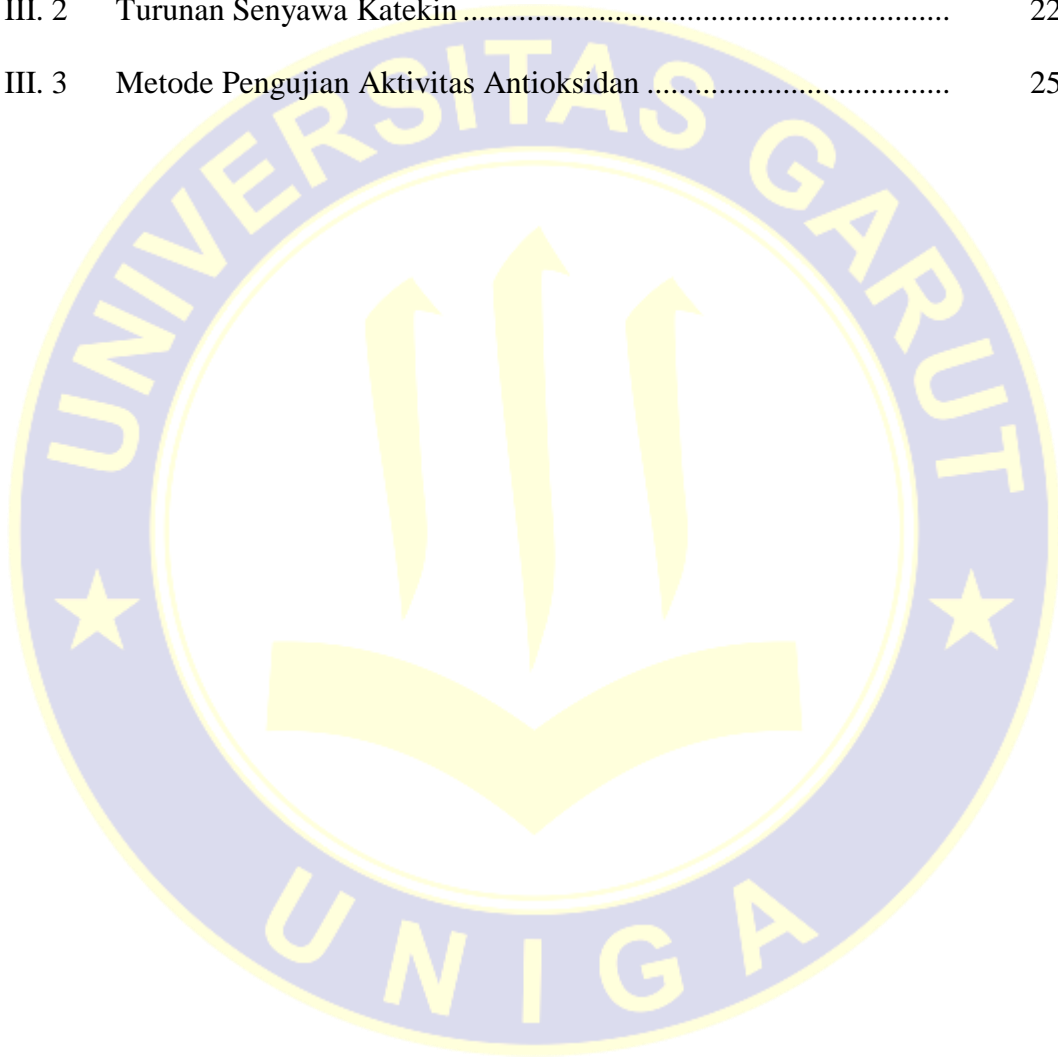 III. 2 Turunan Senyawa Katekin ................................................................ 22
III. 3 Metode Pengujian Aktivitas Antioksidan ................................... 25
UNIVERSITAS GARUT
UNIGA